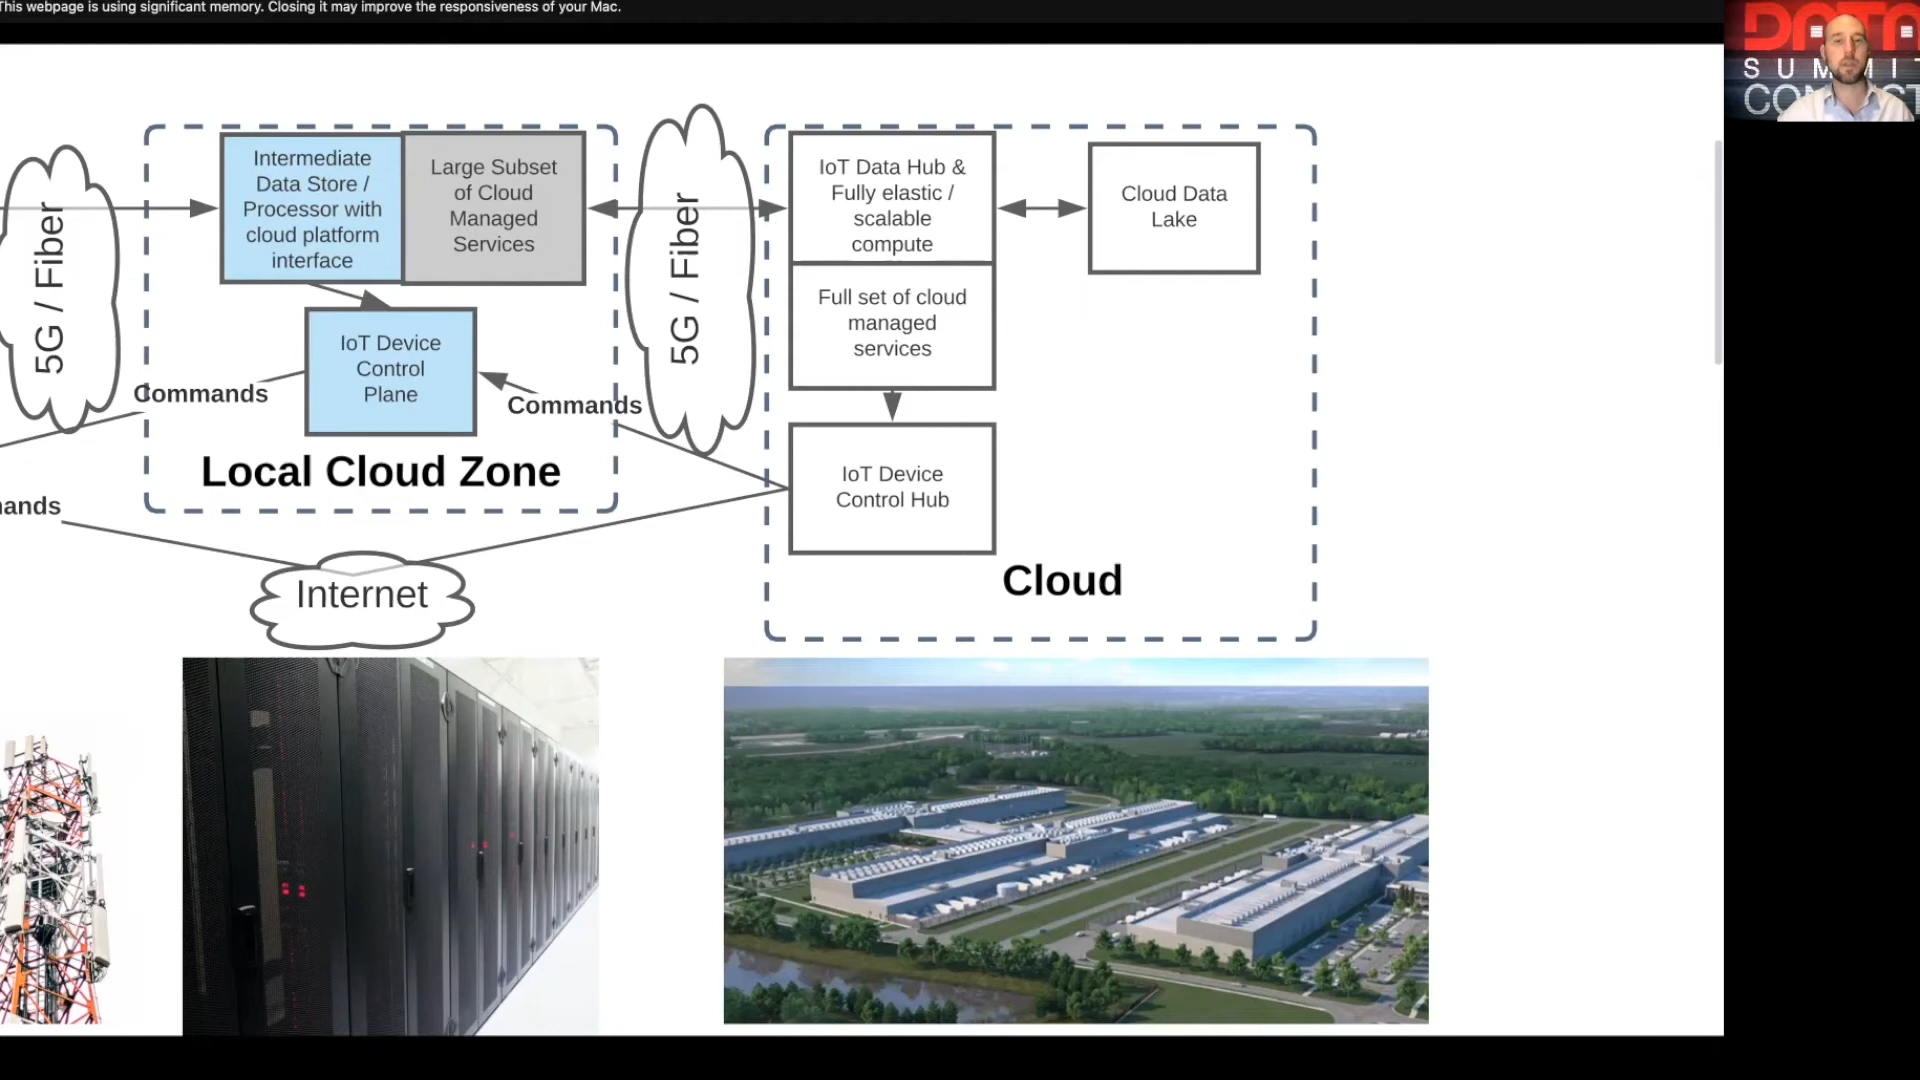 This webpage is using significant memory. Closing it may improve the responsiveness of your Mac.
DATA
SUMMIT
5G / Fiber
Intermediate
Data Store /
Processor with
cloud platform
interface
Large Subset
of Cloud
Managed
Services
5G / Fiber
IoT Data Hub &
Fully elastic /
scalable
compute
Cloud Data
Lake
Full set of cloud
managed
services
IoT Device
Control
Plane
Commands
Commands
Local Cloud Zone
IoT Device
Control Hub
ands
Internet
Cloud